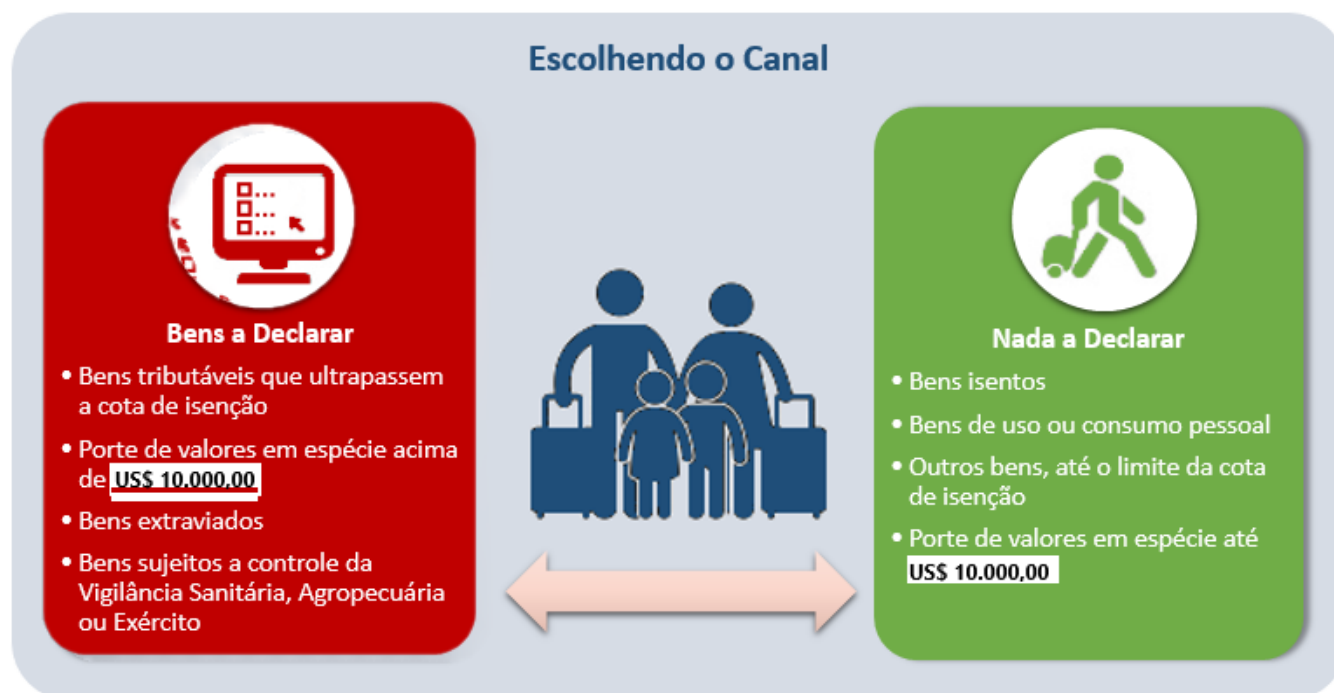 Escolhendo o Canal
Bens a Declarar
• Bens tributáveis que ultrapassem
a cota de isenção
• Porte de valores em espécie acima
de US$ 10.000,00
• Bens extraviados
• Bens sujeitos a controle da
Vigilância Sanitária, Agropecuária
ou Exército
Nada a Declarar
• Bens isentos
• Bens de uso ou consumo pessoal
• Outros bens, até o limite da cota
de isenção
• Porte de valores em espécie até
US$ 10.000,00